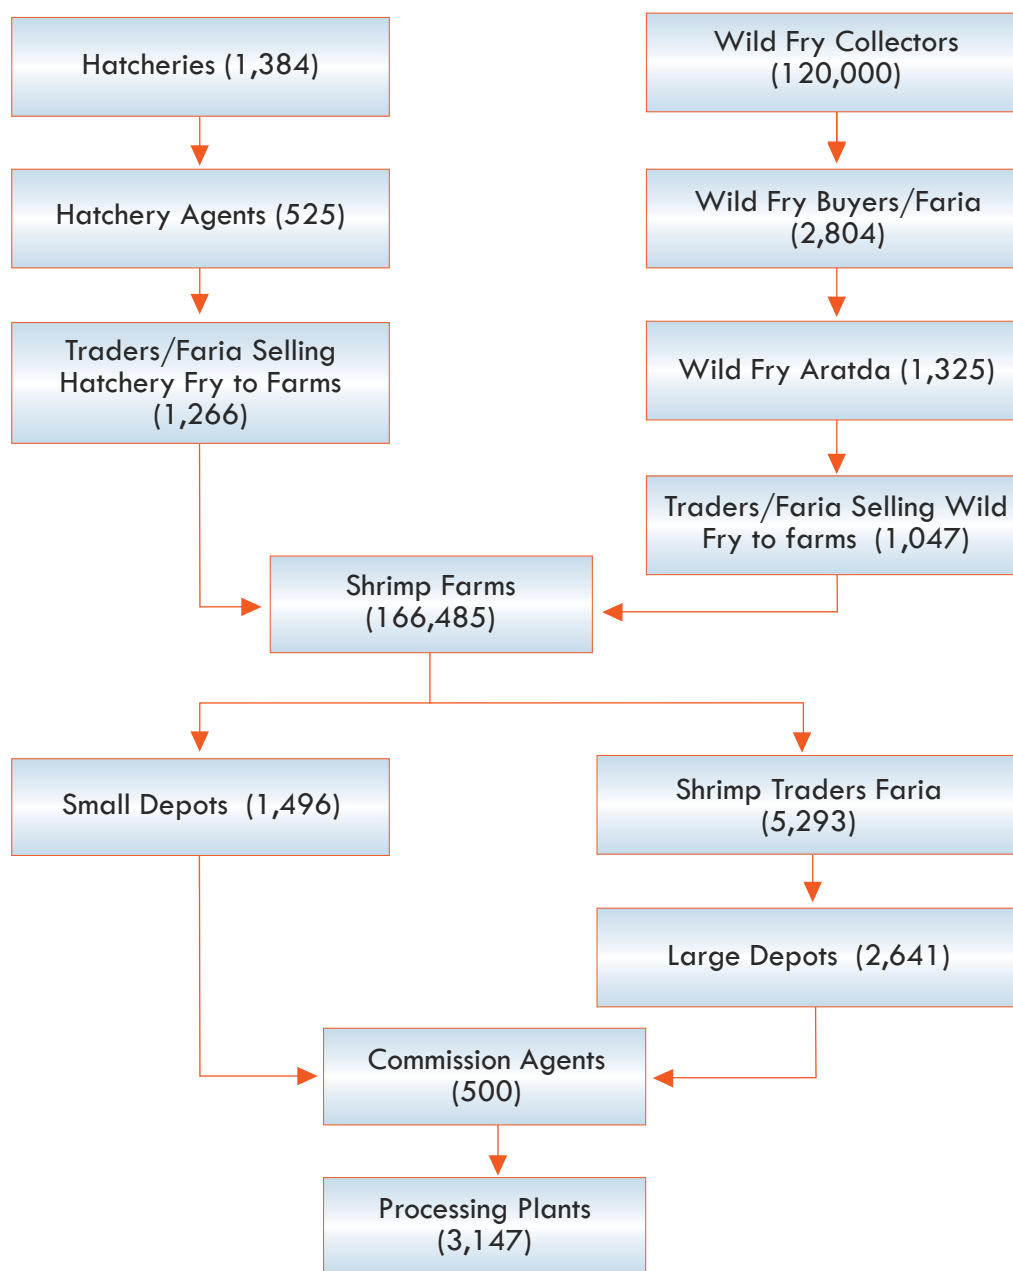 Hatcheries (1,384)
Hatchery Agents (525)
Traders/Faria Selling
Hatchery Fry to Farms
(1,266)
Wild Fry Collectors
(120,000)
Wild Fry Buyers/Faria
(2,804)
Wild Fry Aratda (1,325)
Traders/Faria Selling Wild
Fry to farms (1,047)
Shrimp Farms
(166,485)
Small Depots (1,496)
Shrimp Traders Faria
(5,293)
Large Depots (2,641)
Commission Agents
(500)
Processing Plants
(3,147)